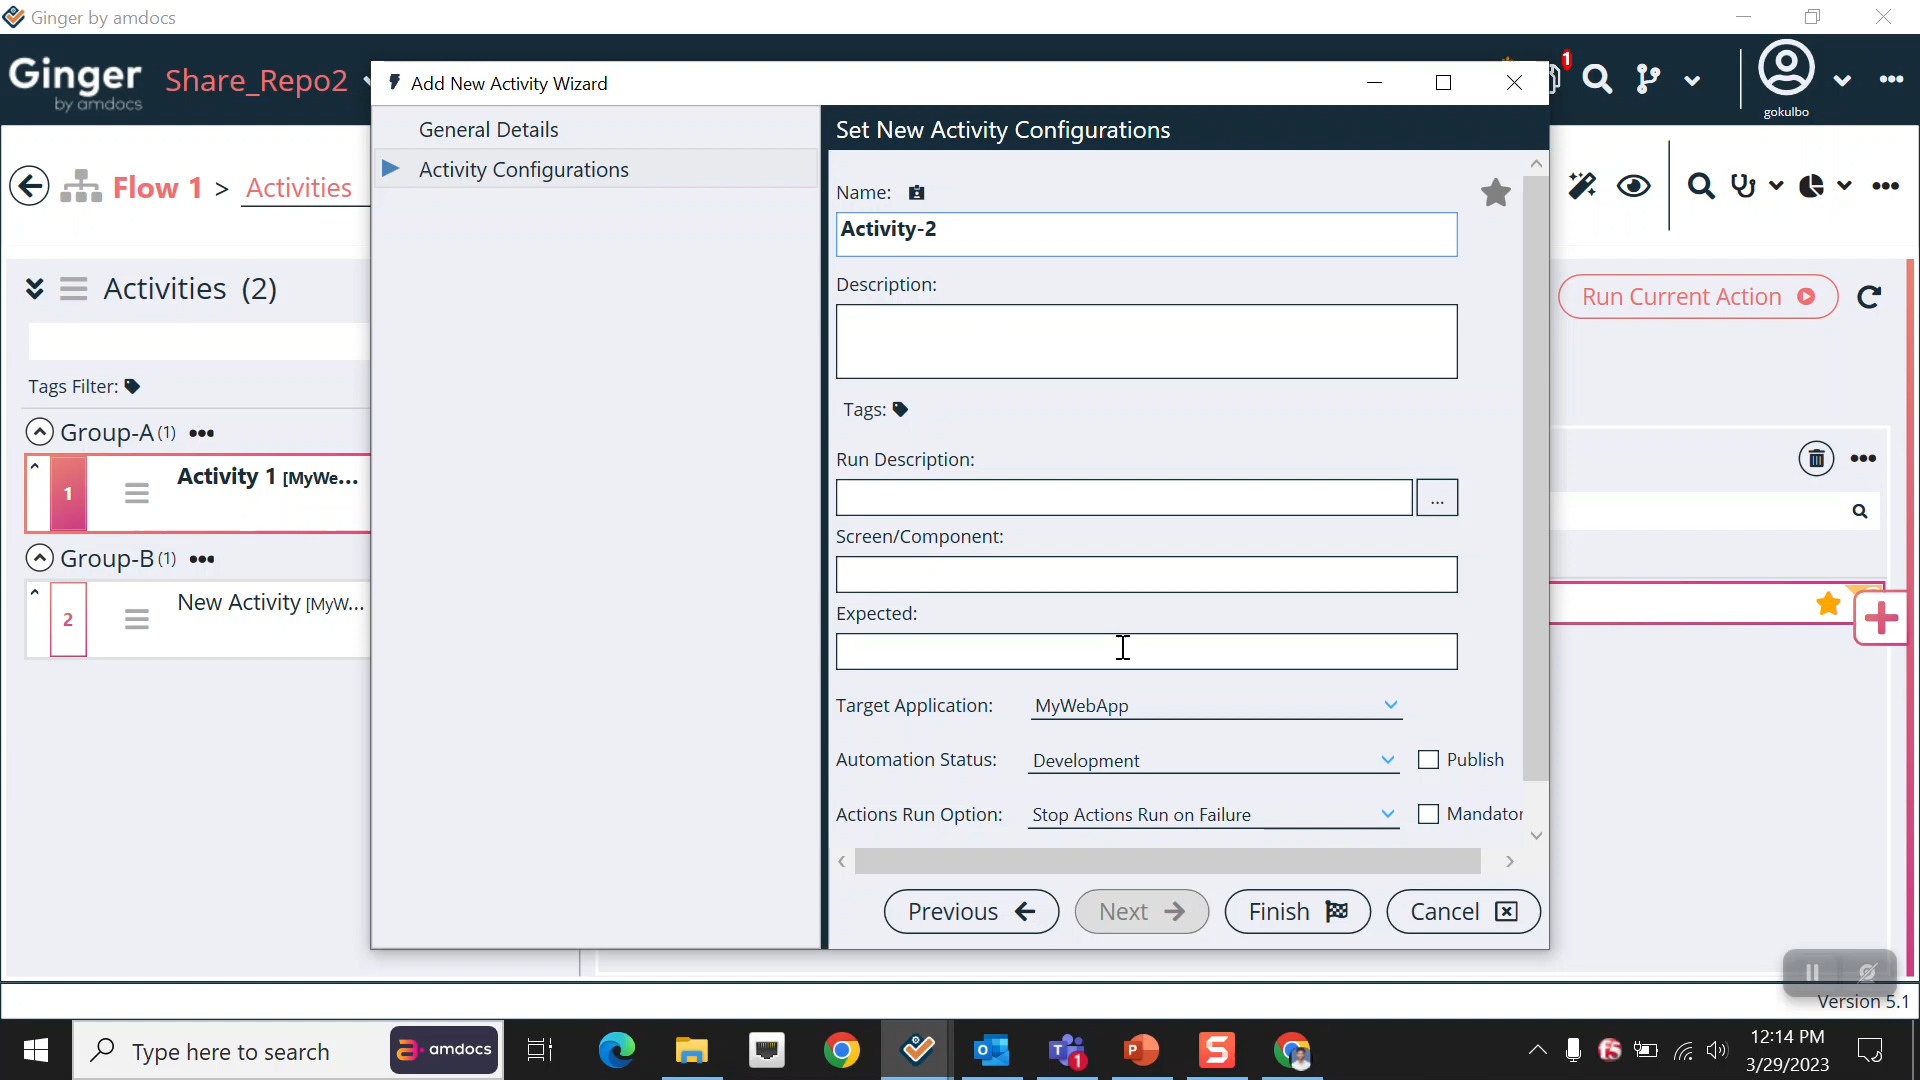 Ginger by amdocs
Ginger
by amdocs
Share_Repo2
Add New Activity Wizard
1
gokulbo
General Details
Activity Configurations
Set New Activity Configurations
Flow 1 > Activities
Name:
Activity-2
Description:
Activities (2)
Run Current Action
Tags Filter:
Tags:
Group-A (1)
Run Description:
...
1
Activity 1 [MyWe...
Screen/Component:
Group-B (1)
2
New Activity [MyW...
Expected:
Target Application: MyWebApp
Automation Status: Development Publish
Actions Run Option: Stop Actions Run on Failure Mandator
Previous Next Finish Cancel
Version 5.1
Type here to search
a. amdocs
1
12:14 PM
3/29/2023